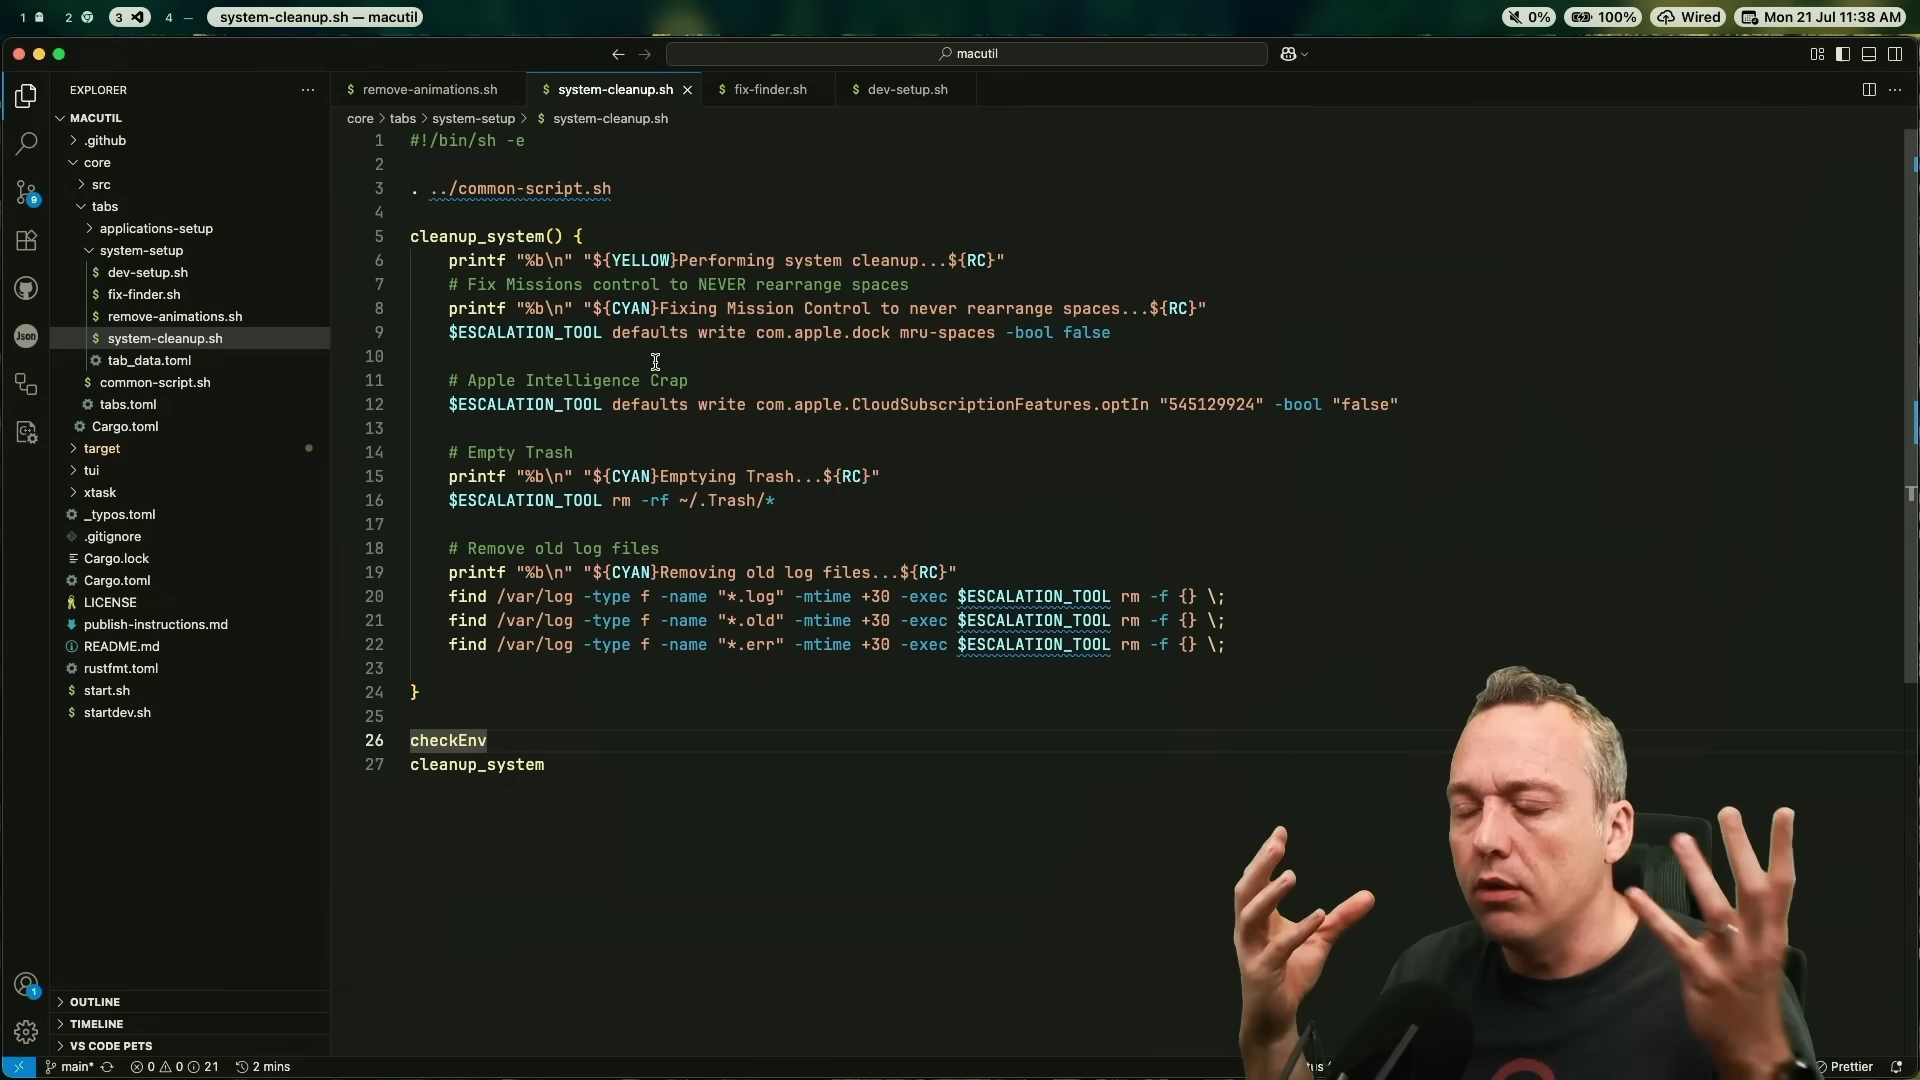 1
2
3
4 —
system-cleanup.sh — macutil
0%
100%
Wired
Mon 21 Jul 11:38 AM
macutil
EXPLORER
MACUTIL
.github
core
src
tabs
applications-setup
system-setup
dev-setup.sh
fix-finder.sh
remove-animations.sh
system-cleanup.sh
tab_data.toml
common-script.sh
tabs.toml
Cargo.toml
target
tui
xtask
_typos.toml
.gitignore
Cargo.lock
Cargo.toml
LICENSE
publish-instructions.md
README.md
rustfmt.toml
start.sh
startdev.sh
OUTLINE
TIMELINE
VS CODE PETS
9
Json
1
$ remove-animations.sh
$ system-cleanup.sh
$ fix-finder.sh
$ dev-setup.sh
core > tabs > system-setup > $ system-cleanup.sh
1 #!/bin/sh -e
2
3 . ../common-script.sh
4
5 cleanup_system() {
6 printf "%b\n" "${YELLOW}Performing system cleanup...${RC}"
7 # Fix Missions control to NEVER rearrange spaces
8 printf "%b\n" "${CYAN}Fixing Mission Control to never rearrange spaces...${RC}"
9 $ESCALATION_TOOL defaults write com.apple.dock mru-spaces -bool false
10
11 # Apple Intelligence Crap
12 $ESCALATION_TOOL defaults write com.apple.CloudSubscriptionFeatures.optIn "545129924" -bool "false"
13
14 # Empty Trash
15 printf "%b\n" "${CYAN}Emptying Trash...${RC}"
16 $ESCALATION_TOOL rm -rf ~/.Trash/*
17
18 # Remove old log files
19 printf "%b\n" "${CYAN}Removing old log files...${RC}"
20 find /var/log -type f -name "*.log" -mtime +30 -exec $ESCALATION_TOOL rm -f {} \;
21 find /var/log -type f -name "*.old" -mtime +30 -exec $ESCALATION_TOOL rm -f {} \;
22 find /var/log -type f -name "*.err" -mtime +30 -exec $ESCALATION_TOOL rm -f {} \;
23
24 }
25
26 checkEnv
27 cleanup_system
main*
0 0 21
2 mins
Prettier